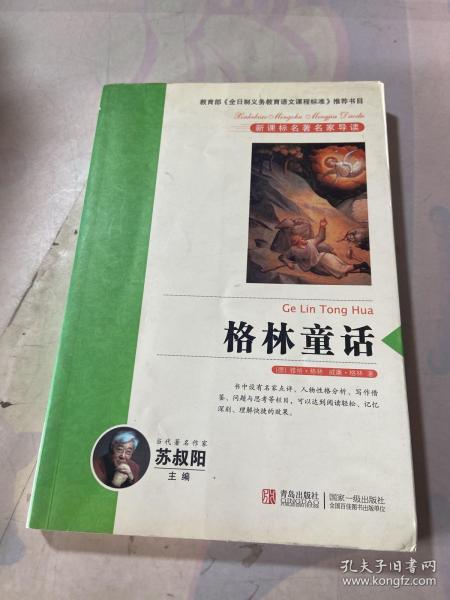 教育部《全日制义务教育语文课程标准》推荐书目
Xinkebiao Mingzhu Mingjia Daodu
新课标名著名家导读
Ge Lin Tong Hua
格林童话
(德) 雅各·格林 威廉·格林 著
书中设有名家点评、人物性格分析、写作借
鉴、问题与思考等栏目，可以达到阅读轻松、记忆
深刻、理解快捷的效果。
当代著名作家
苏叔阳
主编
青岛出版社
QINGDAO
国家一级出版社
全国百佳图书出版单位
孔夫子旧书网
www.kongfz.com